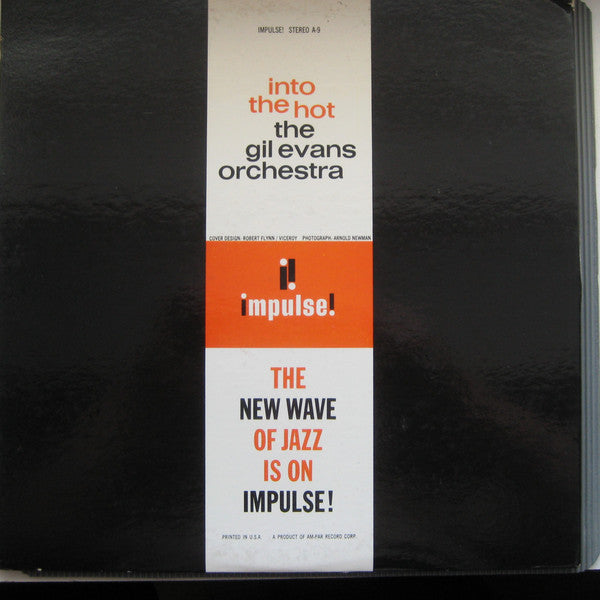 IMPULSE! STEREO A-9
into
the hot
the
gil evans
orchestra
COVER DESIGN- ROBERT FLYNN / VICEROY PHOTOGRAPH- ARNOLD NEWMAN
i!
impulse!
THE
NEW WAVE
OF JAZZ
IS ON
IMPULSE!
PRINTED IN U.S.A. A PRODUCT OF AM-PAR RECORD CORP.